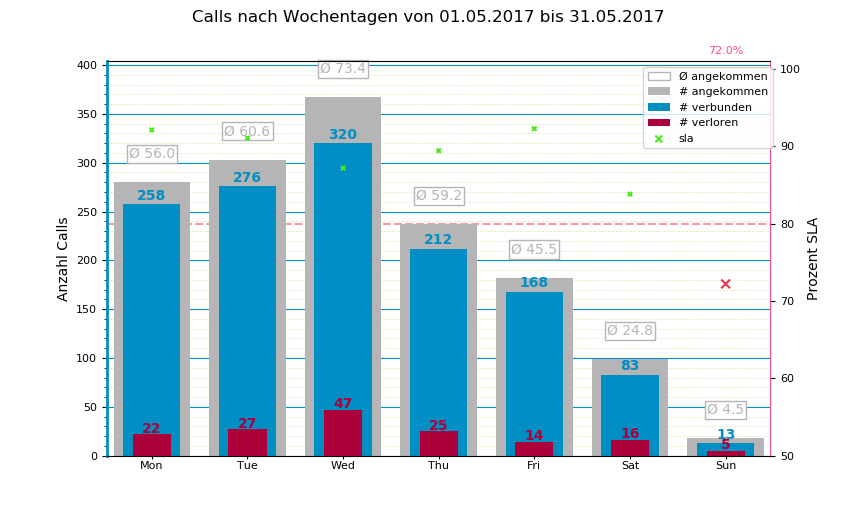 Calls nach Wochentagen von 01.05.2017 bis 31.05.2017
72.0%
Ø angekommen
# angekommen
# verbunden
# verloren
sla
Anzahl Calls
400
350
300
250
200
150
100
50
0
Ø 56.0
258
22
Ø 60.6
276
27
Ø 73.4
320
47
Ø 59.2
212
25
Ø 45.5
168
14
Ø 24.8
83
16
Ø 4.5
13
5
100
90
80
70
60
50
Prozent SLA
Mon Tue Wed Thu Fri Sat Sun